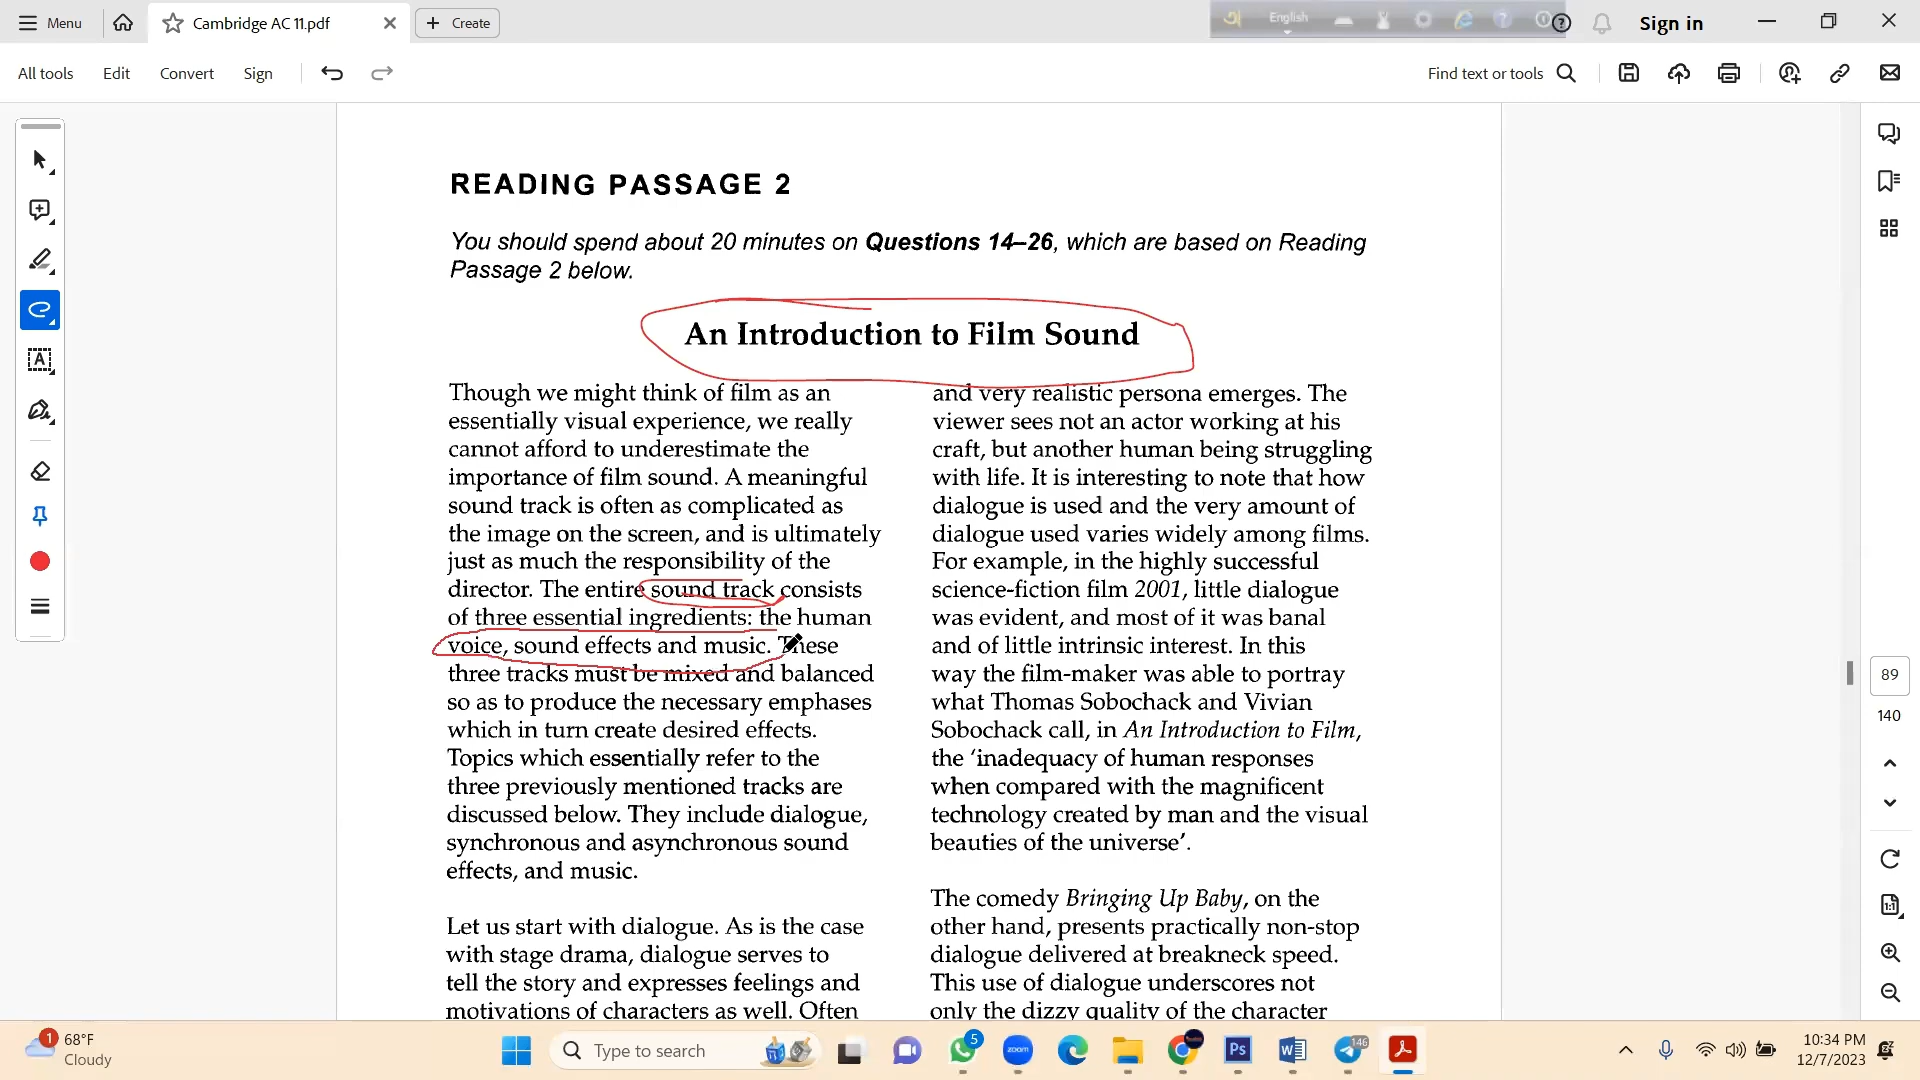 Menu
Cambridge AC 11.pdf
Create
English
Sign in
All tools
Edit
Convert
Sign
Find text or tools
READING PASSAGE 2
You should spend about 20 minutes on Questions 14–26, which are based on Reading
Passage 2 below.
An Introduction to Film Sound
Though we might think of film as an
essentially visual experience, we really
cannot afford to underestimate the
importance of film sound. A meaningful
sound track is often as complicated as
the image on the screen, and is ultimately
just as much the responsibility of the
director. The entire sound track consists
of three essential ingredients: the human
voice, sound effects and music. These
three tracks must be mixed and balanced
so as to produce the necessary emphases
which in turn create desired effects.
Topics which essentially refer to the
three previously mentioned tracks are
discussed below. They include dialogue,
synchronous and asynchronous sound
effects, and music.
Let us start with dialogue. As is the case
with stage drama, dialogue serves to
tell the story and expresses feelings and
motivations of characters as well. Often
and very realistic persona emerges. The
viewer sees not an actor working at his
craft, but another human being struggling
with life. It is interesting to note that how
dialogue is used and the very amount of
dialogue used varies widely among films.
For example, in the highly successful
science-fiction film 2001, little dialogue
was evident, and most of it was banal
and of little intrinsic interest. In this
way the film-maker was able to portray
what Thomas Sobochack and Vivian
Sobochack call, in An Introduction to Film,
the ‘inadequacy of human responses
when compared with the magnificent
technology created by man and the visual
beauties of the universe’.
The comedy Bringing Up Baby, on the
other hand, presents practically non-stop
dialogue delivered at breakneck speed.
This use of dialogue underscores not
only the dizzy quality of the character
89
140
1
68°F
Cloudy
Type to search
5
zoom
Ps
146
10:34 PM
12/7/2023